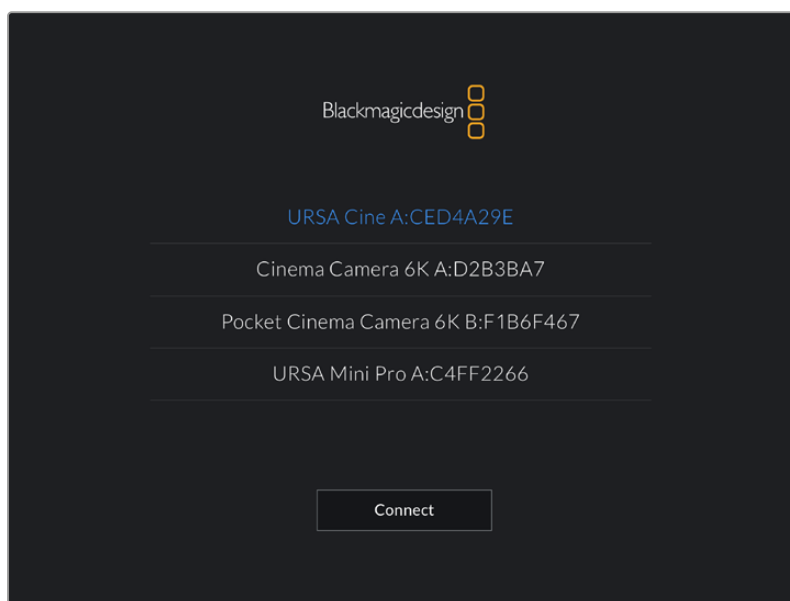 Blackmagicdesign
URSA Cine A:CED4A29E
Cinema Camera 6K A:D2B3BA7
Pocket Cinema Camera 6K B:F1B6F467
URSA Mini Pro A:C4FF2266
Connect